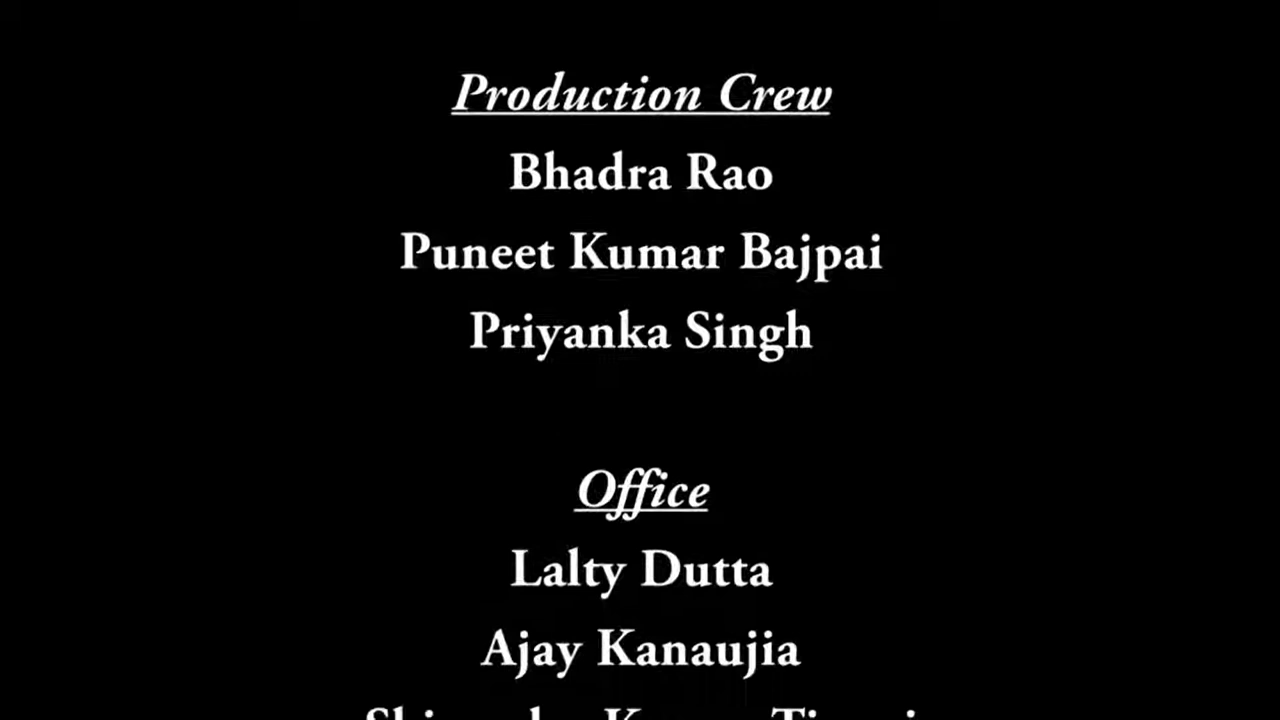 Production Crew
Bhadra Rao
Puneet Kumar Bajpai
Priyanka Singh
Office
Lalty Dutta
Ajay Kanaujia